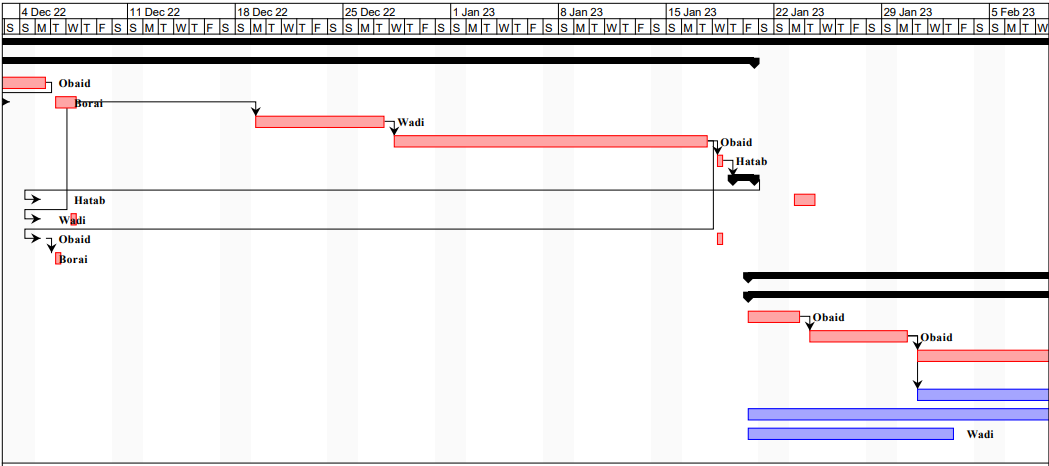 4 Dec 22 11 Dec 22 18 Dec 22 25 Dec 22 1 Jan 23 8 Jan 23 15 Jan 23 22 Jan 23 29 Jan 23 5 Feb 23
S S M T W T F S S M T W T F S S M T W T F S S M T W T F S S M T W T F S S M T W T F S S M T W T F S S M T W T F S S M T W T F S S M T W
Obaid
Borai
Wadi
Obaid
Hatab
Hatab
Wadi
Obaid
Borai
Obaid
Obaid
Wadi